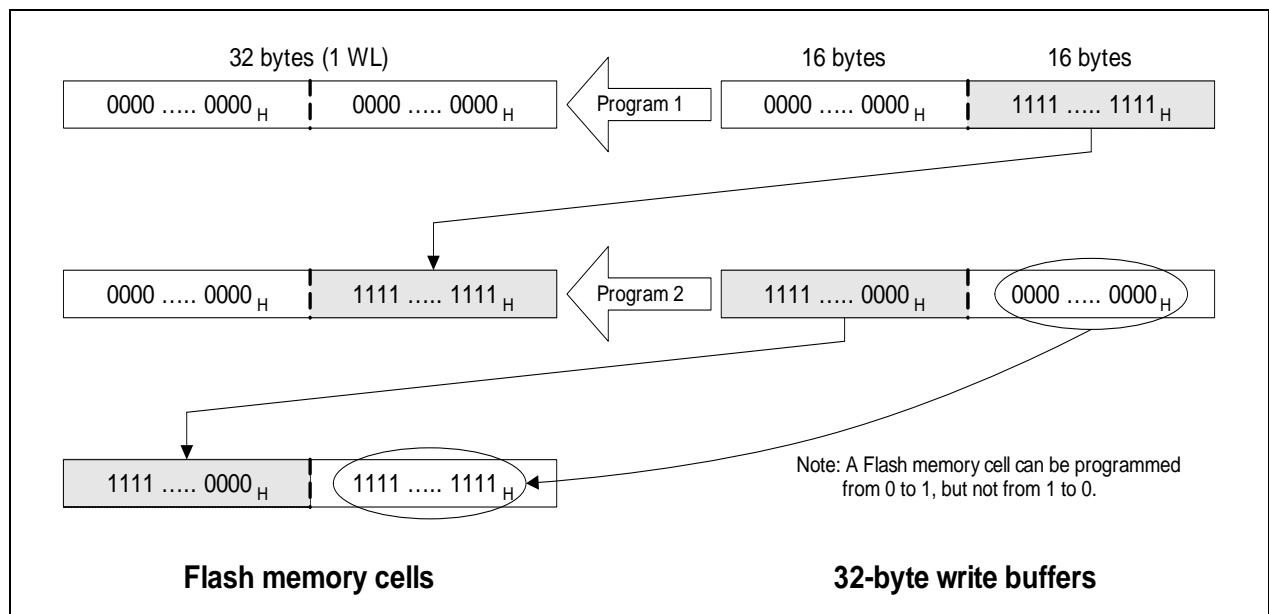 32 bytes (1 WL) 16 bytes 16 bytes
0000 ..... 0000 H 0000 ..... 0000 H Program 1 0000 ..... 0000 H 1111 ..... 1111 H
0000 ..... 0000 H 1111 ..... 1111 H Program 2 1111 ..... 0000 H 0000 ..... 0000 H
1111 ..... 0000 H 1111 ..... 1111 H
Note: A Flash memory cell can be programmed
from 0 to 1, but not from 1 to 0.
Flash memory cells 32-byte write buffers